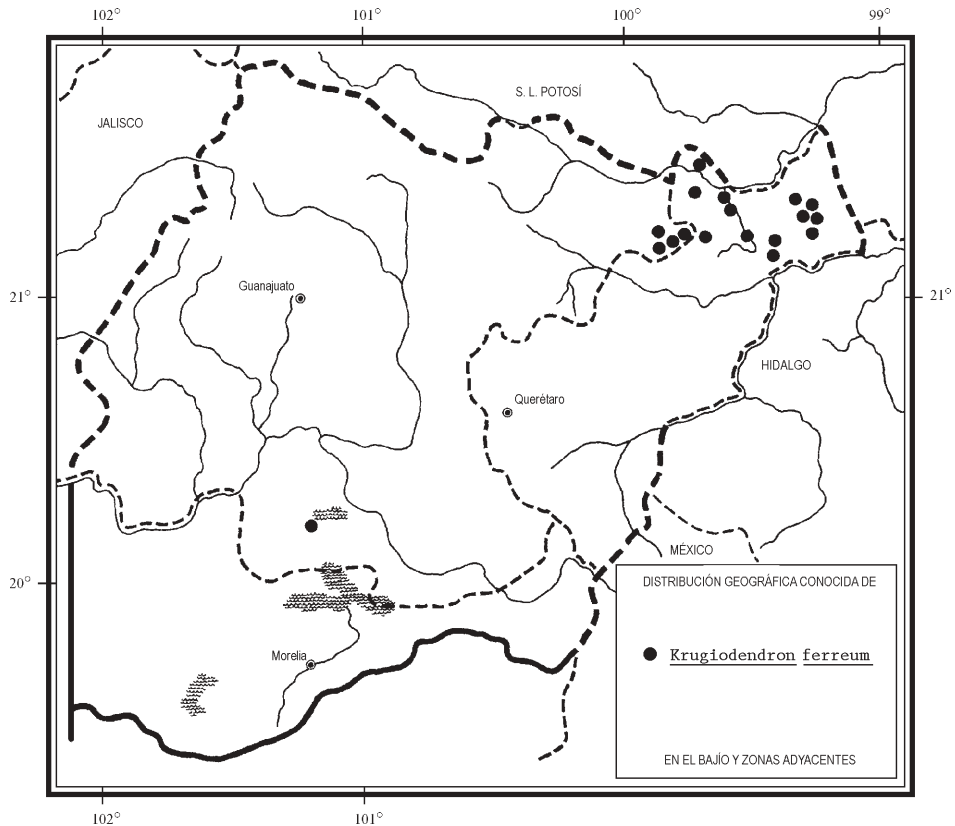 102° 101° 100° 99°
S. L. POTOSÍ
JALISCO
Guanajuato
21° 21°
HIDALGO
Querétaro
MÉXICO
20°
DISTRIBUCIÓN GEOGRÁFICA CONOCIDA DE
Krugiodendron ferreum
Morelia
EN EL BAJÍO Y ZONAS ADYACENTES
102° 101°